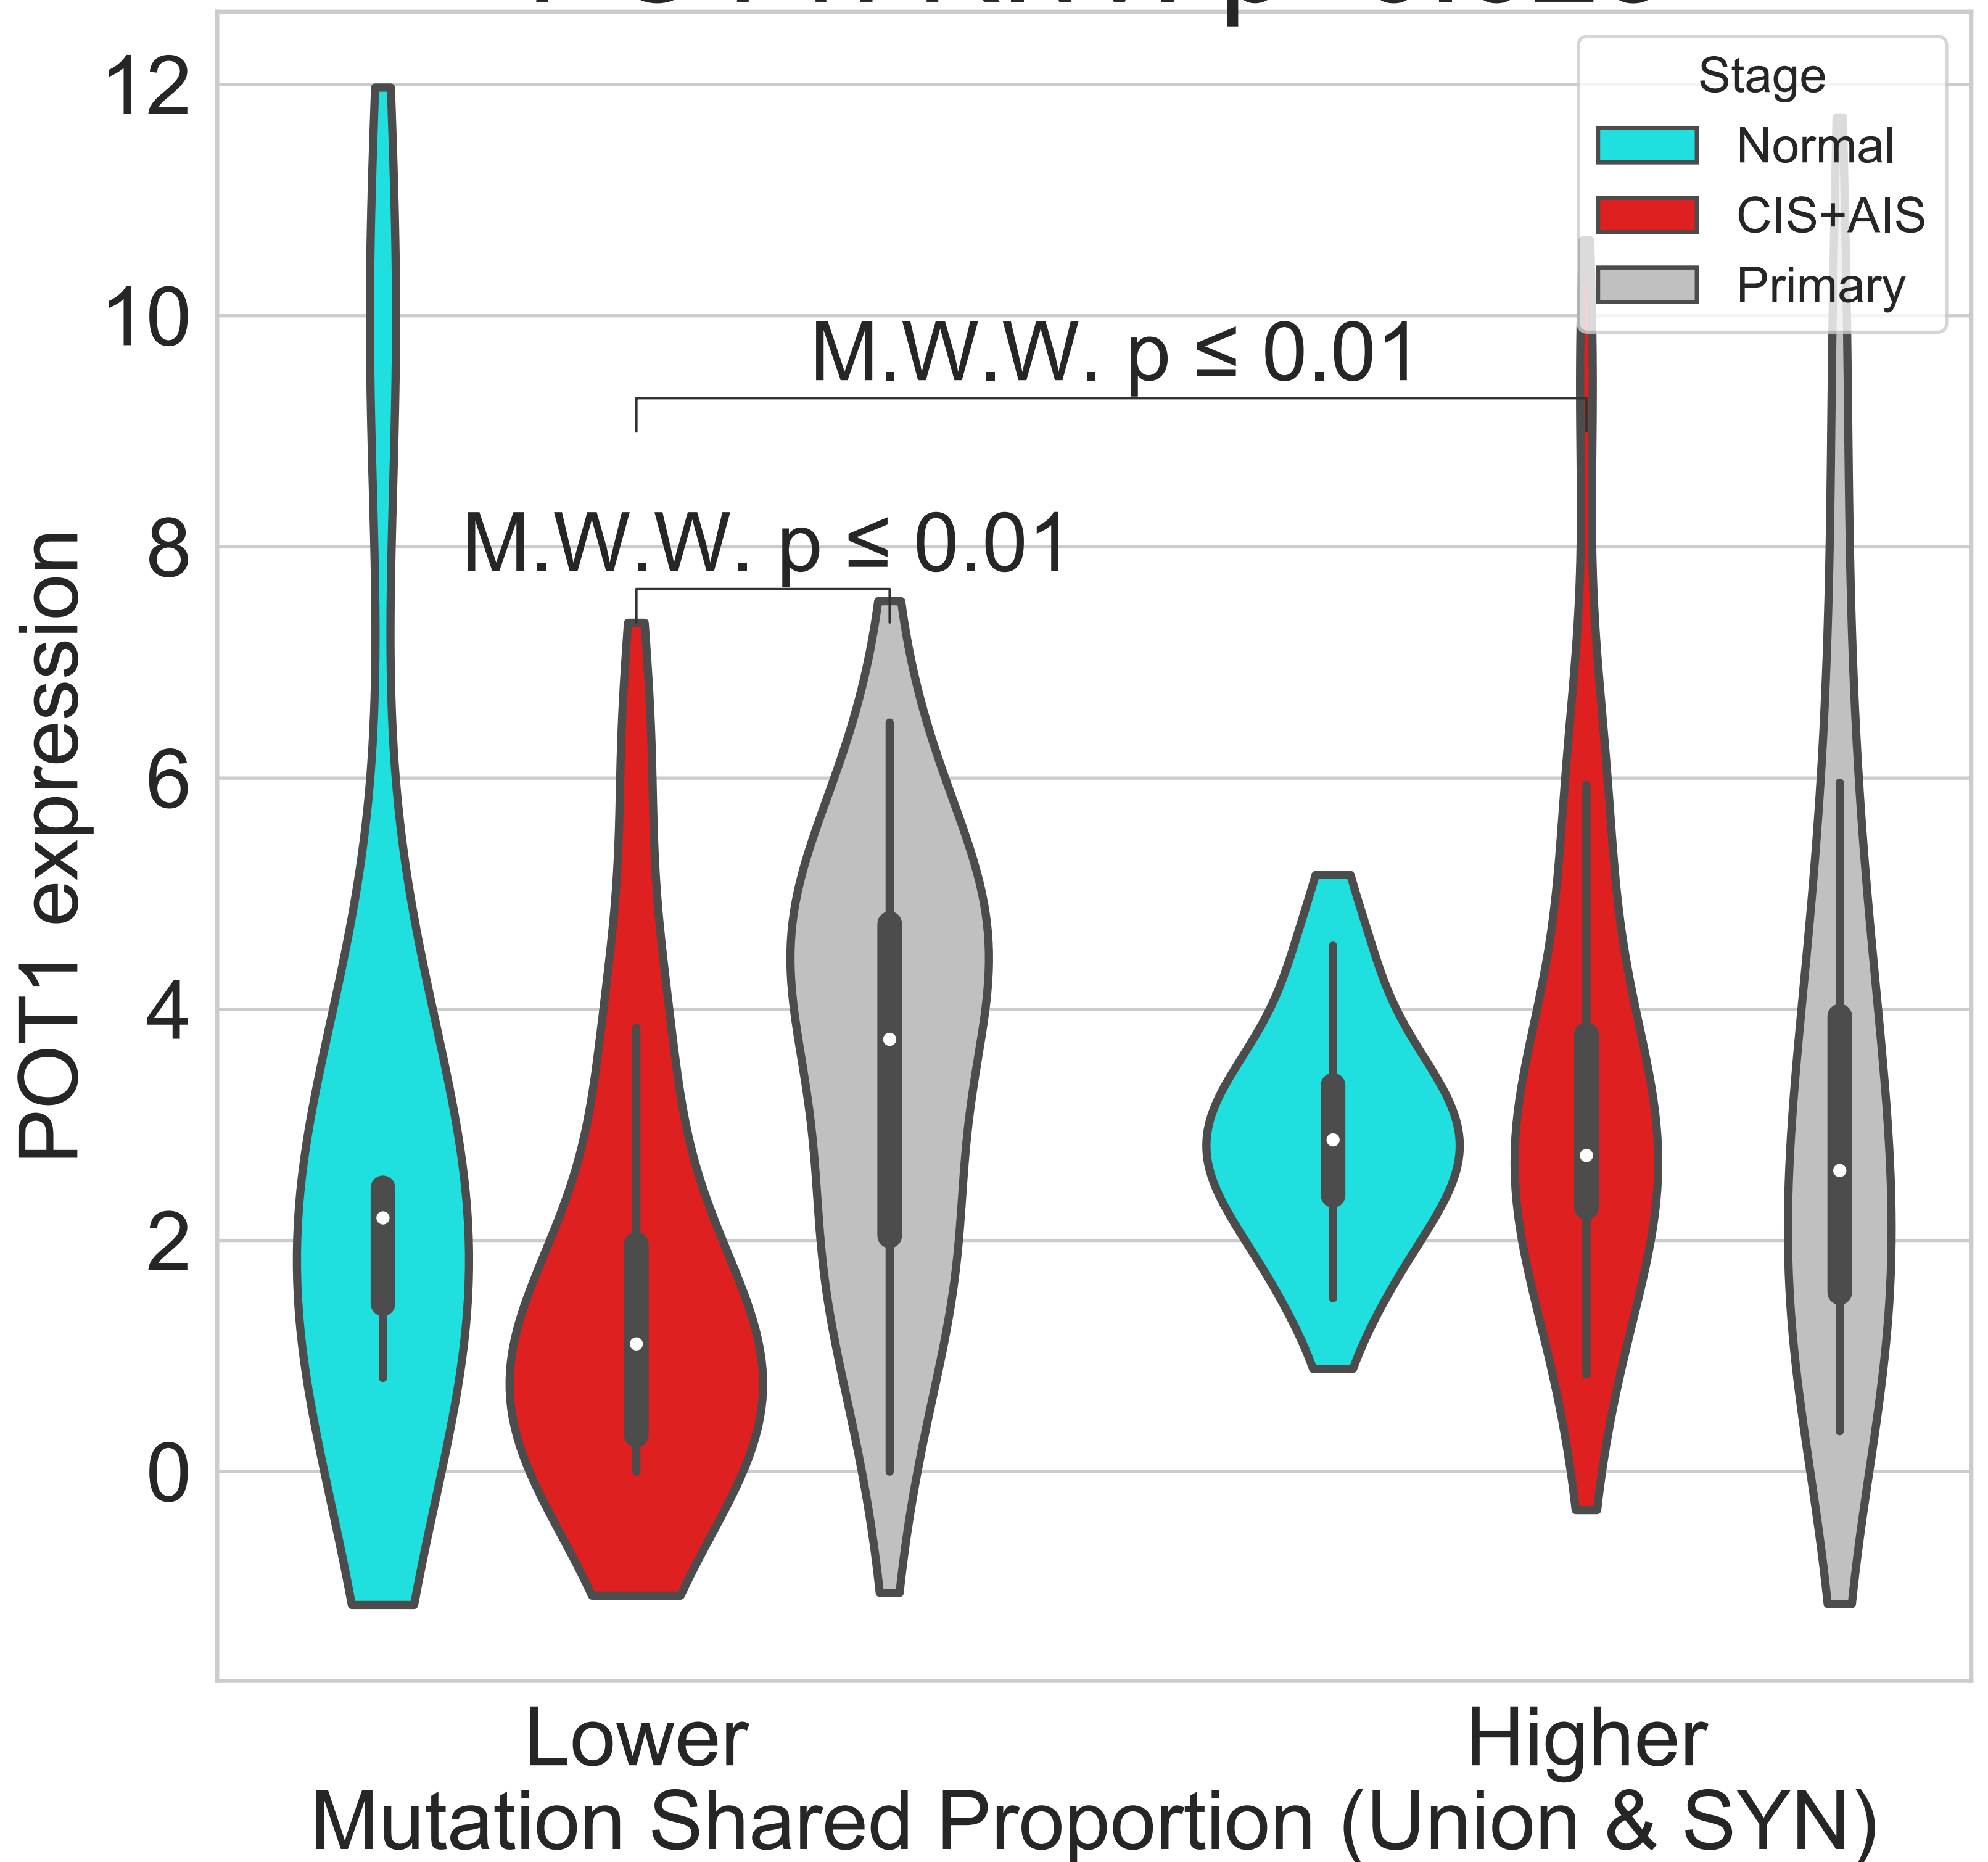 12
10
8
6
4
2
0
POT1 expression
Stage
Normal
CIS+AIS
Primary
M.W.W. p ≤ 0.01
M.W.W. p ≤ 0.01
Lower
Higher
Mutation Shared Proportion (Union & SYN)